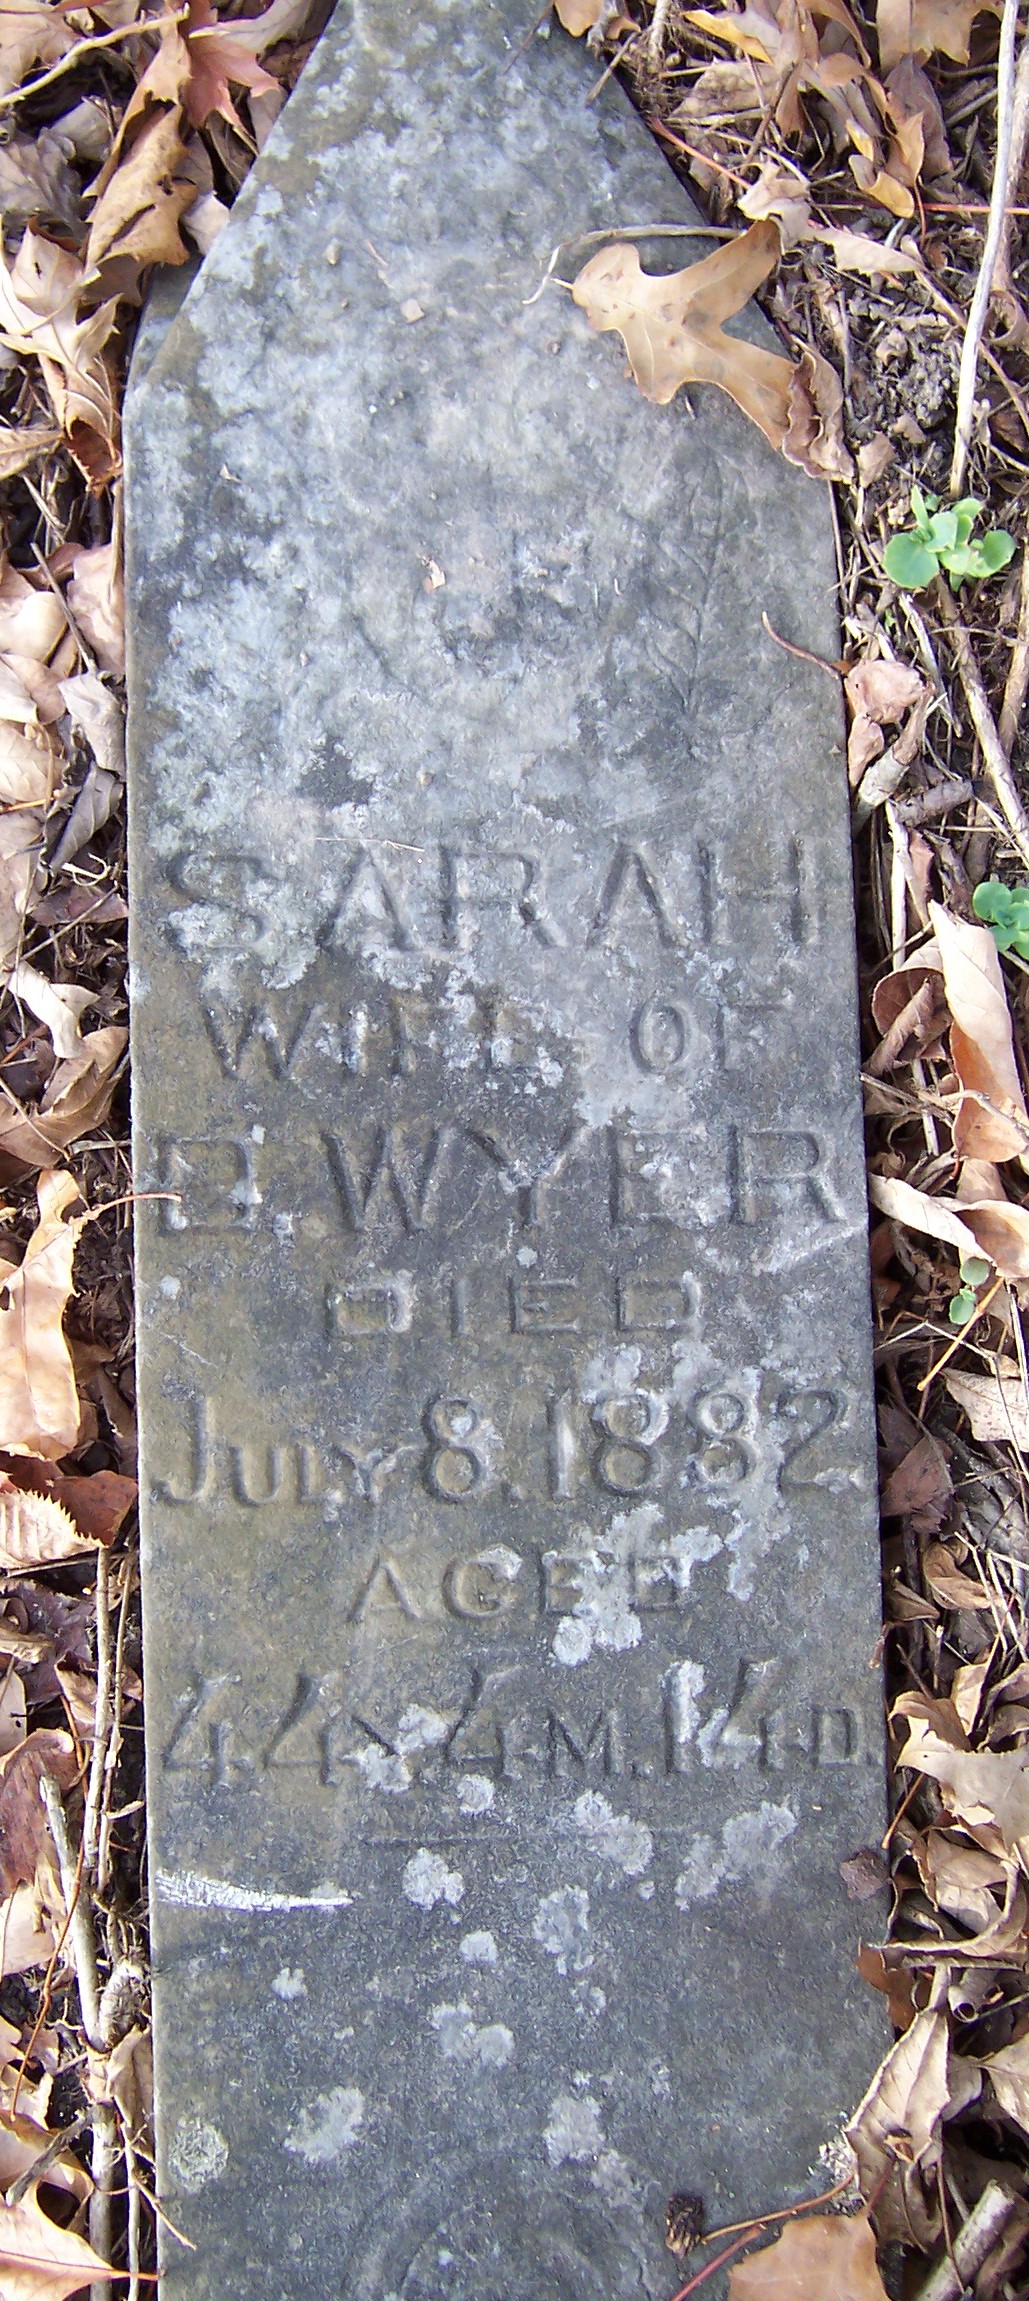 SARAH
WIFE OF
D. WYER
DIED
JULY 8. 1882
AGED
44Y 4M. 14D.